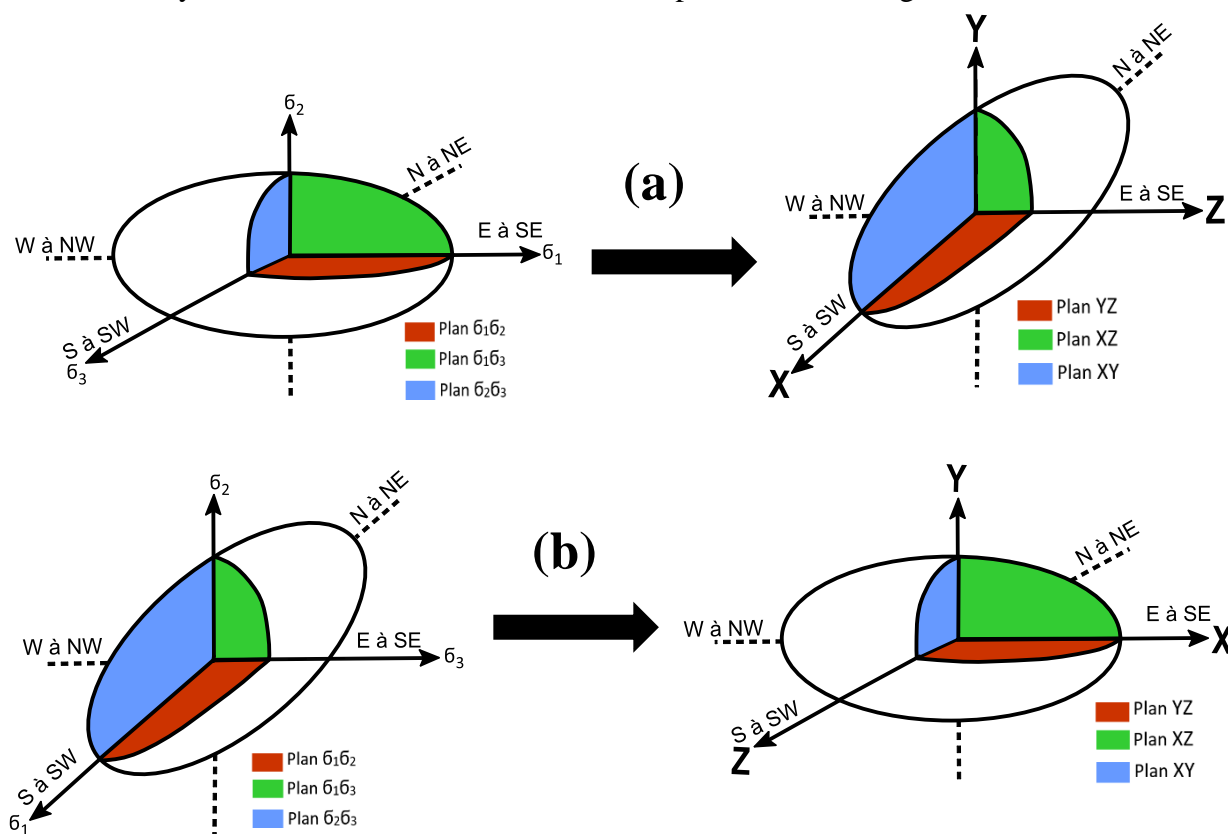 б₂
N à NE
W à NW
E à SE
б₁
S à SW
б₃
Plan б₁б₂
Plan б₁б₃
Plan б₂б₃
(a)
Y
N à NE
W à NW
E à SE
Z
S à SW
X
Plan YZ
Plan XZ
Plan XY
б₂
N à NE
W à NW
E à SE
б₃
S à SW
б₁
Plan б₁б₂
Plan б₁б₃
Plan б₂б₃
(b)
Y
N à NE
W à NW
E à SE
X
S à SW
Z
Plan YZ
Plan XZ
Plan XY